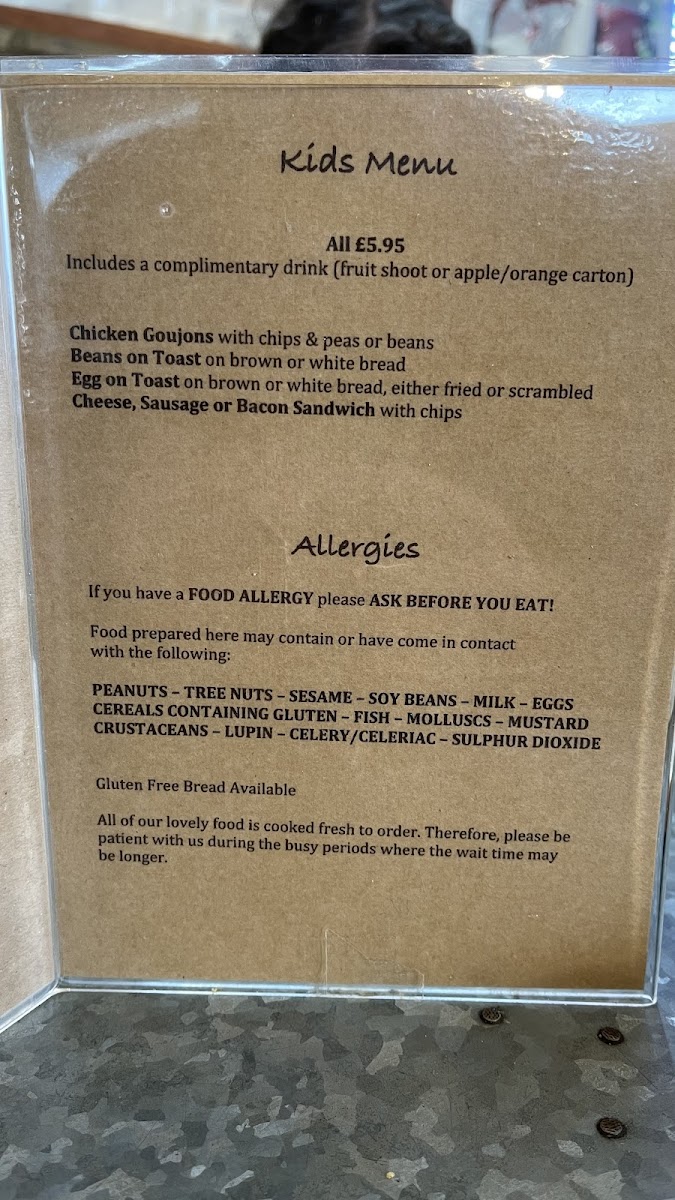 Kids Menu
All £5.95
Includes a complimentary drink (fruit shoot or apple/orange carton)
Chicken Goujons with chips & peas or beans
Beans on Toast on brown or white bread
Egg on Toast on brown or white bread, either fried or scrambled
Cheese, Sausage or Bacon Sandwich with chips
Allergies
If you have a FOOD ALLERGY please ASK BEFORE YOU EAT!
Food prepared here may contain or have come in contact
with the following:
PEANUTS – TREE NUTS – SESAME – SOY BEANS – MILK – EGGS
CEREALS CONTAINING GLUTEN – FISH – MOLLUSCS – MUSTARD
CRUSTACEANS – LUPIN – CELERY/CELERIAC – SULPHUR DIOXIDE
Gluten Free Bread Available
All of our lovely food is cooked fresh to order. Therefore, please be
patient with us during the busy periods where the wait time may
be longer.